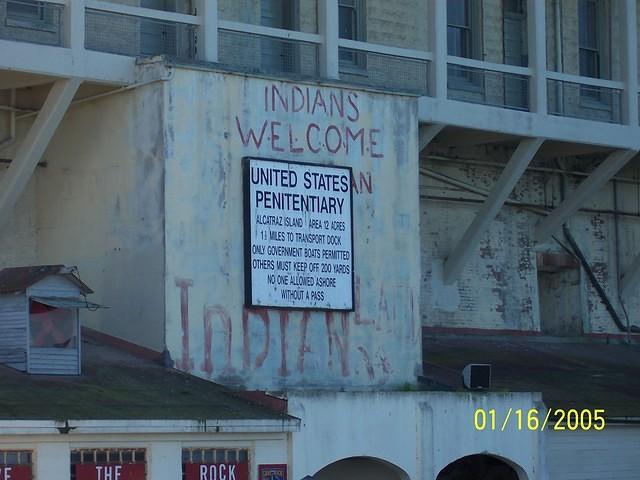 INDIANS
WELCOME
UNITED STATES
PENITENTIARY
ALCATRAZ ISLAND AREA 12 ACRES
1½ MILES TO TRANSPORT DOCK
ONLY GOVERNMENT BOATS PERMITTED
OTHERS MUST KEEP OFF 200 YARDS
NO ONE ALLOWED ASHORE
WITHOUT A PASS
INDIAN LAND
01/16/2005
THE ROCK